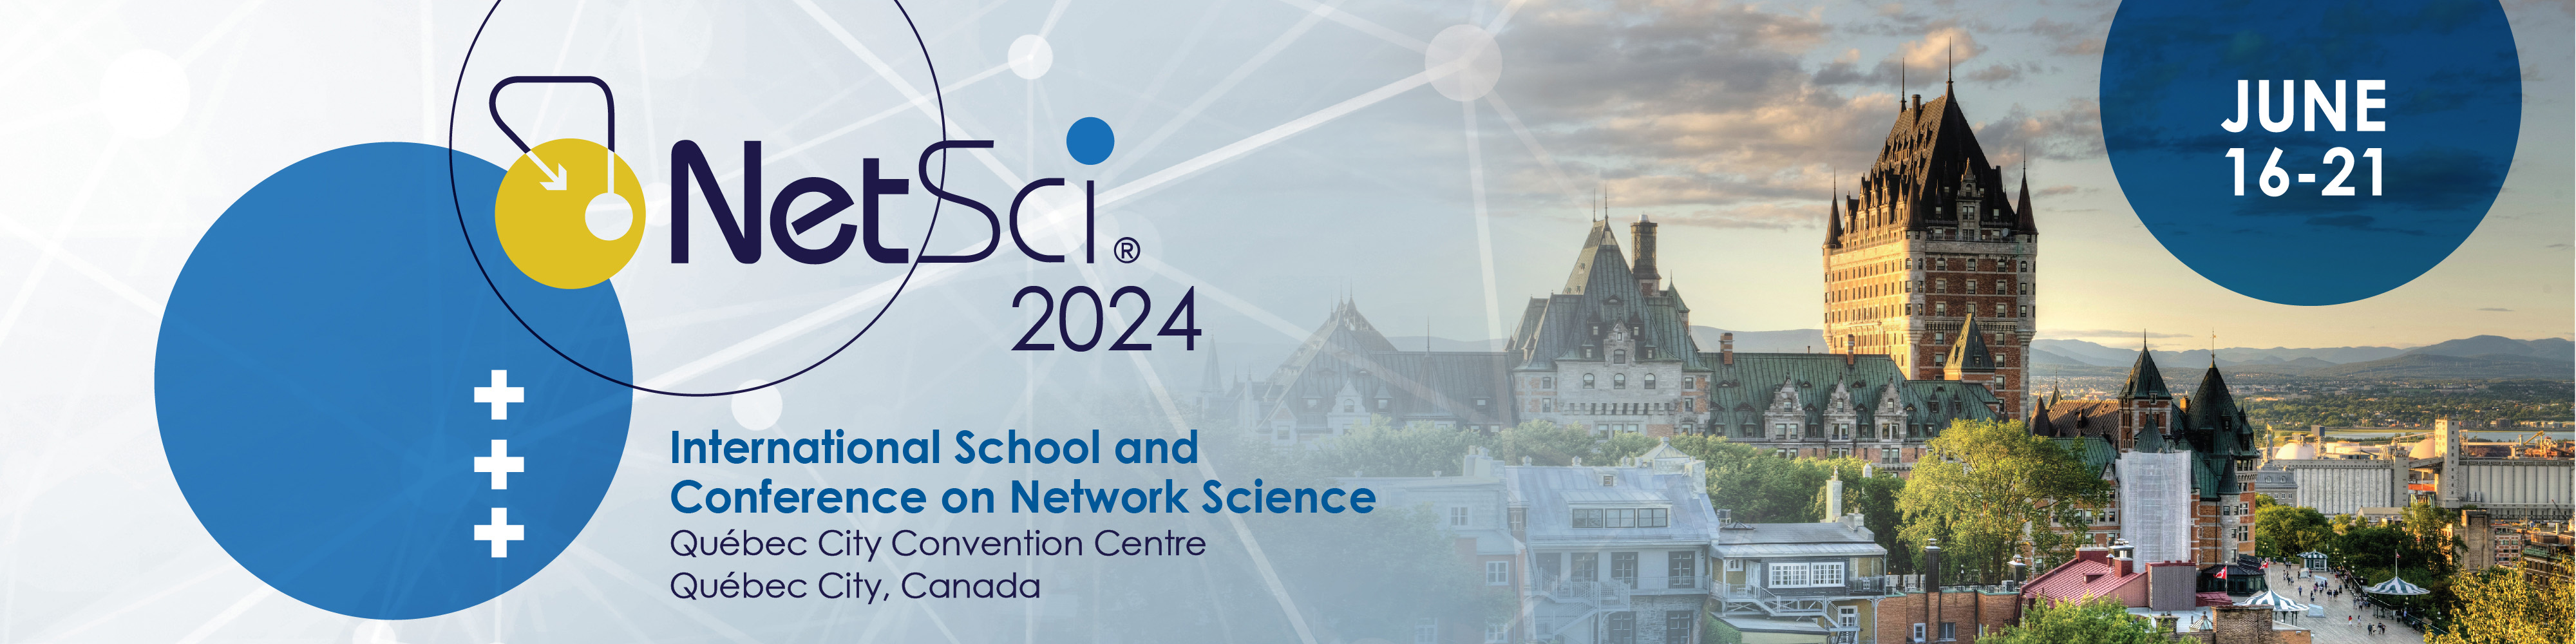 NetSci®
2024
International School and
Conference on Network Science
Québec City Convention Centre
Québec City, Canada
JUNE
16-21